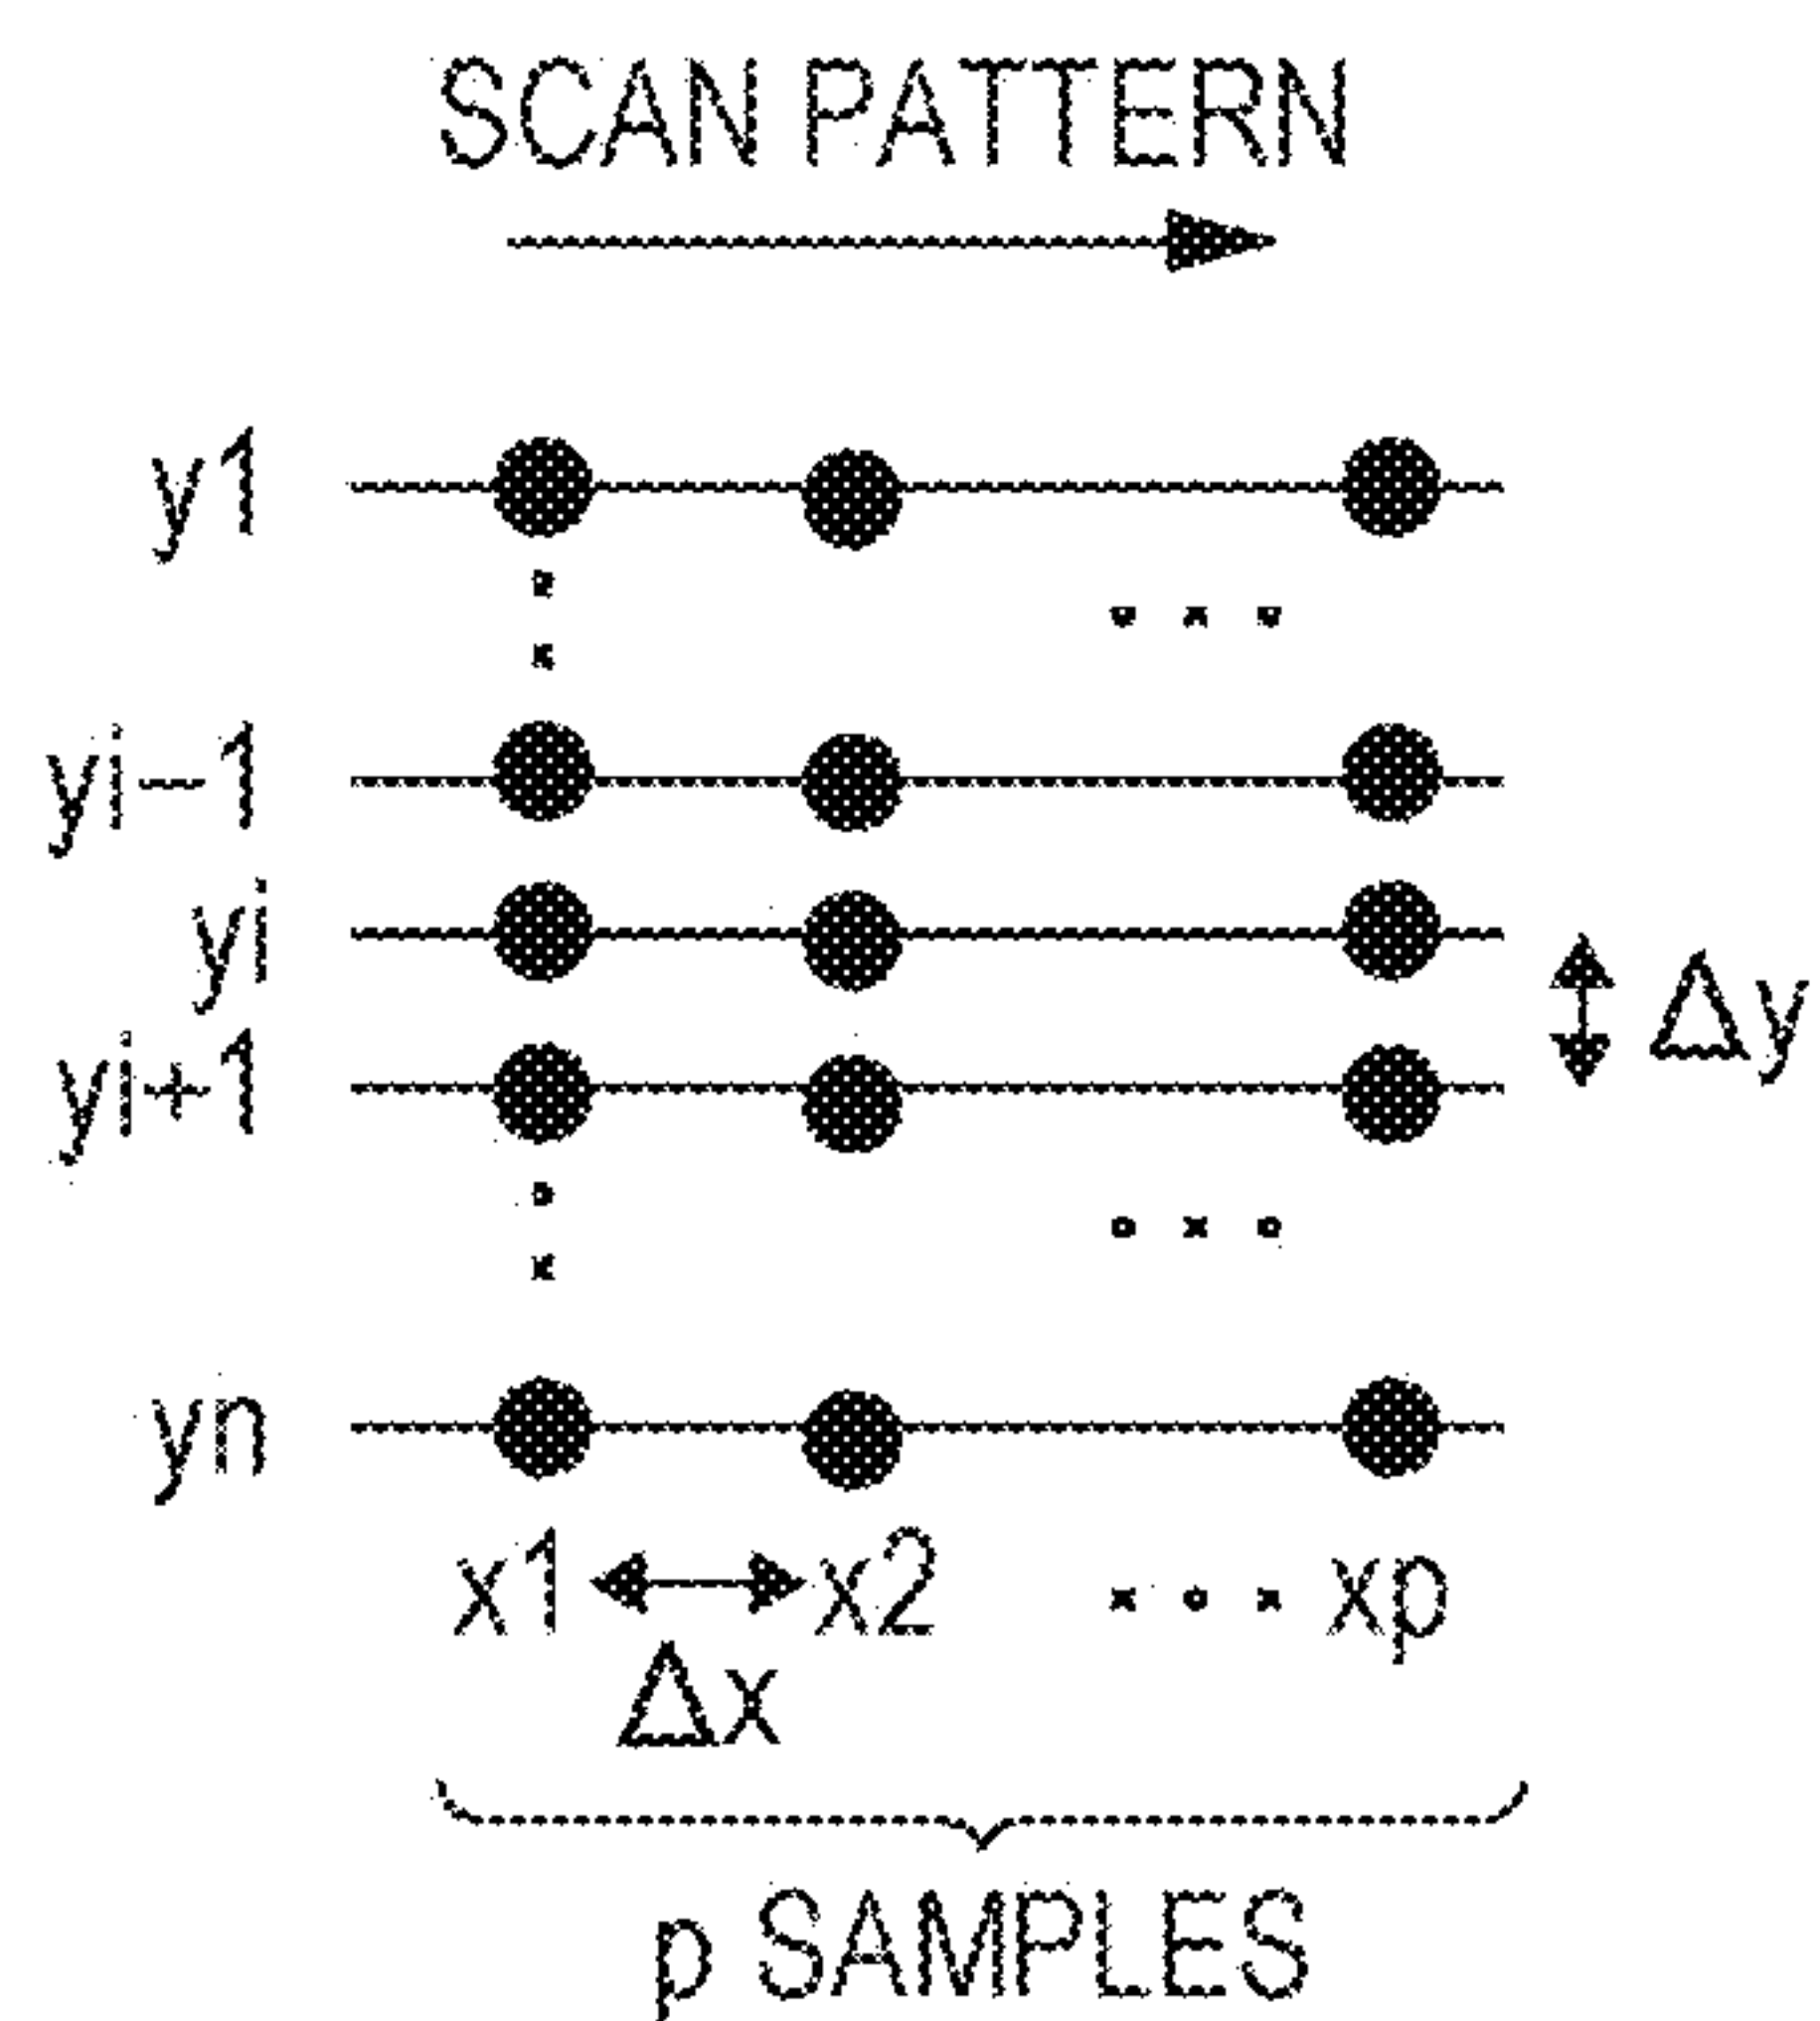 SCAN PATTERN
y1
yi-1
yi
Δy
yi+1
yn
x1 x2 ... xp
Δx
p SAMPLES